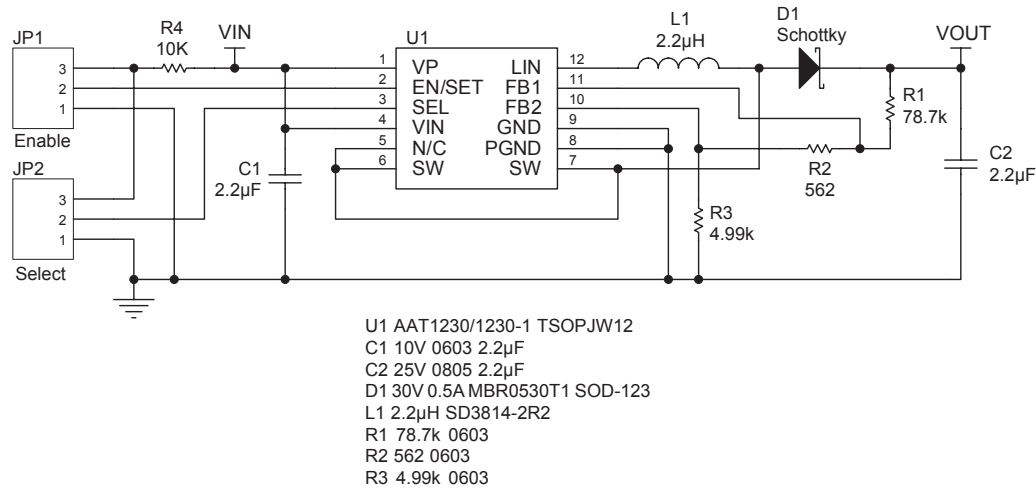 JP1
3
2
1
Enable
JP2
3
2
1
Select
R4
10K
VIN
C1
2.2µF
U1
1 VP
2 EN/SET
3 SEL
4 VIN
5 N/C
6 SW
LIN 12
FB1 11
FB2 10
GND 9
PGND 8
SW 7
L1
2.2µH
D1
Schottky
VOUT
R1
78.7k
R2
562
R3
4.99k
C2
2.2µF
U1 AAT1230/1230-1 TSOPJW12
C1 10V 0603 2.2µF
C2 25V 0805 2.2µF
D1 30V 0.5A MBR0530T1 SOD-123
L1 2.2µH SD3814-2R2
R1 78.7k 0603
R2 562 0603
R3 4.99k 0603